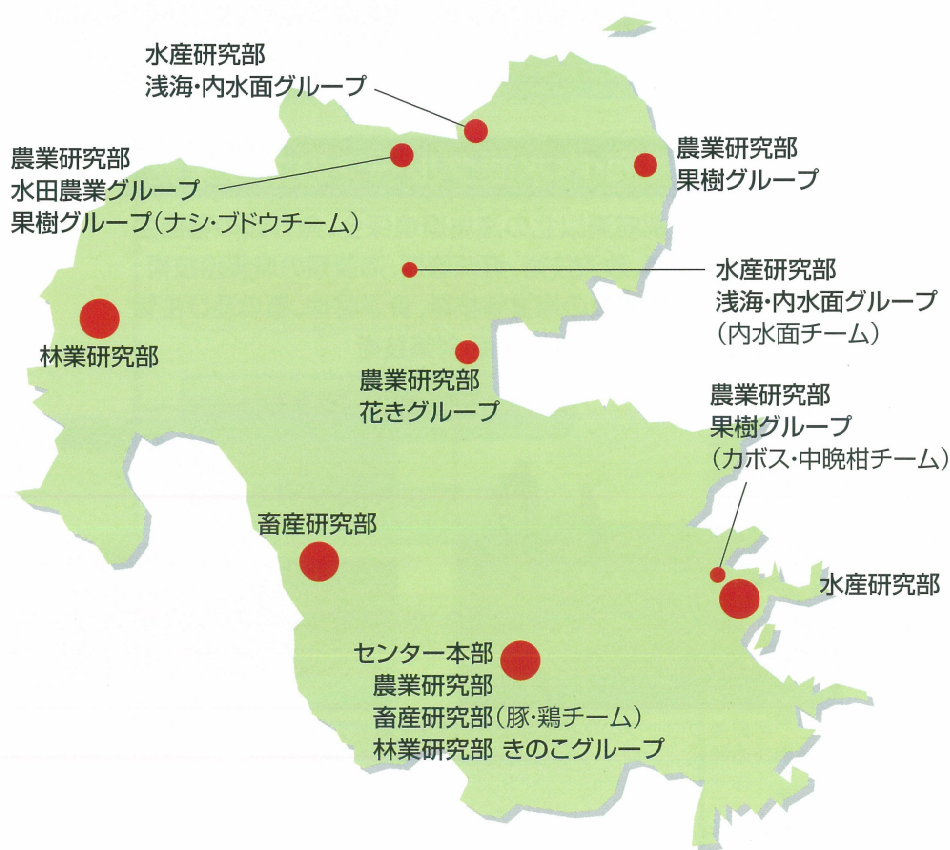 水産研究部
浅海・内水面グループ
農業研究部
水田農業グループ
果樹グループ(ナシ・ブドウチーム)
農業研究部
果樹グループ
水産研究部
浅海・内水面グループ
(内水面チーム)
林業研究部
農業研究部
花きグループ
農業研究部
果樹グループ
(カボス・中晩柑チーム)
畜産研究部
水産研究部
センター本部
農業研究部
畜産研究部(豚・鶏チーム)
林業研究部 きのこグループ